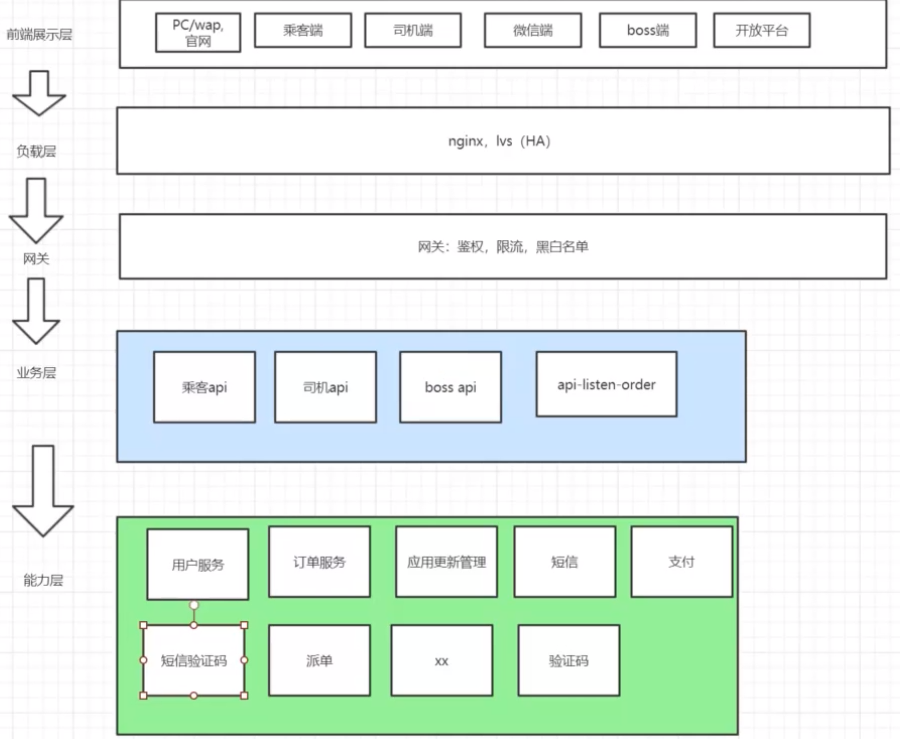 前端展示层
PC/wap,
官网
乘客端
司机端
微信端
boss端
开放平台
负载层
nginx, lvs（HA）
网关
网关：鉴权，限流，黑白名单
业务层
乘客api
司机api
boss api
api-listen-order
能力层
用户服务
订单服务
应用更新管理
短信
支付
短信验证码
派单
xx
验证码